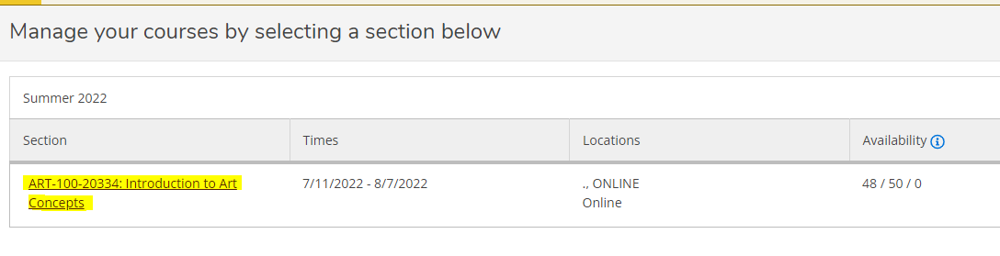 Manage your courses by selecting a section below
Summer 2022
Section Times Locations Availability
ART-100-20334: Introduction to Art 7/11/2022 - 8/7/2022 ., ONLINE 48 / 50 / 0
Concepts Online